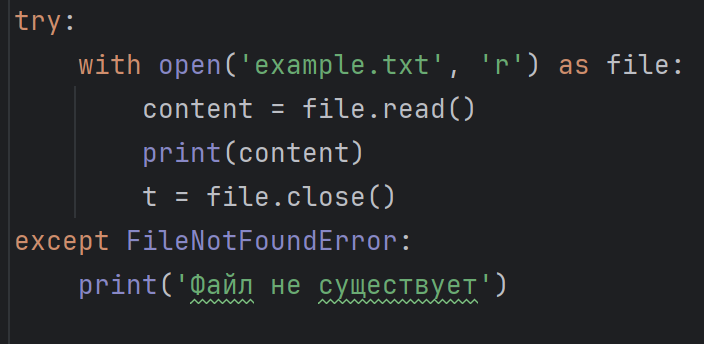 try:
    with open('example.txt', 'r') as file:
        content = file.read()
        print(content)
        t = file.close()
except FileNotFoundError:
    print('Файл не существует')